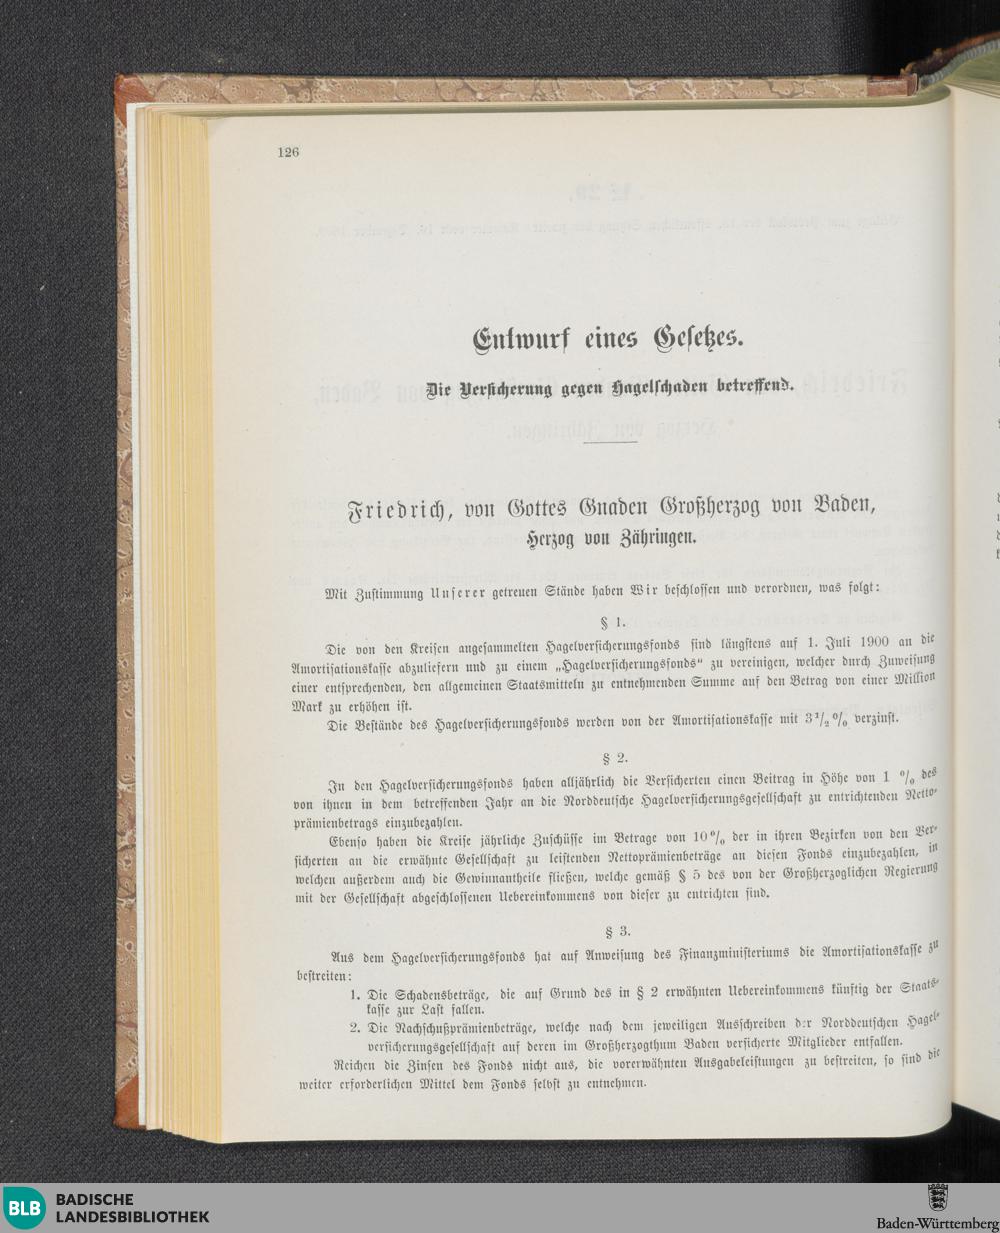 126
Entwurf eines Gesetzes.
Die Versicherung gegen Hagelschaden betreffend.
Friedrich, von Gottes Gnaden Großherzog von Baden,
Herzog von Zähringen.
Mit Zustimmung Unserer getreuen Stände haben Wir beschlossen und verordnen, was folgt:
§ 1.
Die von den Kreisen angesammelten Hagelversicherungsfonds sind längstens auf 1. Juli 1900 an die
Amortisationskasse abzuliefern und zu einem „Hagelversicherungsfonds“ zu vereinigen, welcher durch Zuweisung
einer entsprechenden, den allgemeinen Staatsmitteln zu entnehmenden Summe auf den Betrag von einer Million
Mark zu erhöhen ist.
Die Bestände des Hagelversicherungsfonds werden von der Amortisationskasse mit 3 1/2 % verzinst.
§ 2.
In den Hagelversicherungsfonds haben alljährlich die Versicherten einen Beitrag in Höhe von 1 % des
von ihnen in dem betreffenden Jahr an die Norddeutsche Hagelversicherungsgesellschaft zu entrichtenden Netto-
prämienbetrags einzubezahlen.
Ebenso haben die Kreise jährliche Zuschüsse im Betrage von 10 % der in ihren Bezirken von den Ver-
sicherten an die erwähnte Gesellschaft zu leistenden Nettoprämienbeträge an diesen Fonds einzubezahlen, in
welchen außerdem auch die Gewinnantheile fließen, welche gemäß § 5 des von der Großherzoglichen Regierung
mit der Gesellschaft abgeschlossenen Uebereinkommens von dieser zu entrichten sind.
§ 3.
Aus dem Hagelversicherungsfonds hat auf Anweisung des Finanzministeriums die Amortisationskasse zu
bestreiten:
1. Die Schadensbeträge, die auf Grund des in § 2 erwähnten Uebereinkommens künftig der Staats-
kasse zur Last fallen.
2. Die Nachschußprämienbeträge, welche nach dem jeweiligen Ausschreiben der Norddeutschen Hagel-
versicherungsgesellschaft auf deren im Großherzogthum Baden versicherte Mitglieder entfallen.
Reichen die Zinsen des Fonds nicht aus, die vorerwähnten Ausgabeleistungen zu bestreiten, so sind die
weiter erforderlichen Mittel dem Fonds selbst zu entnehmen.
BLB
BADISCHE
LANDESBIBLIOTHEK
Baden-Württemberg